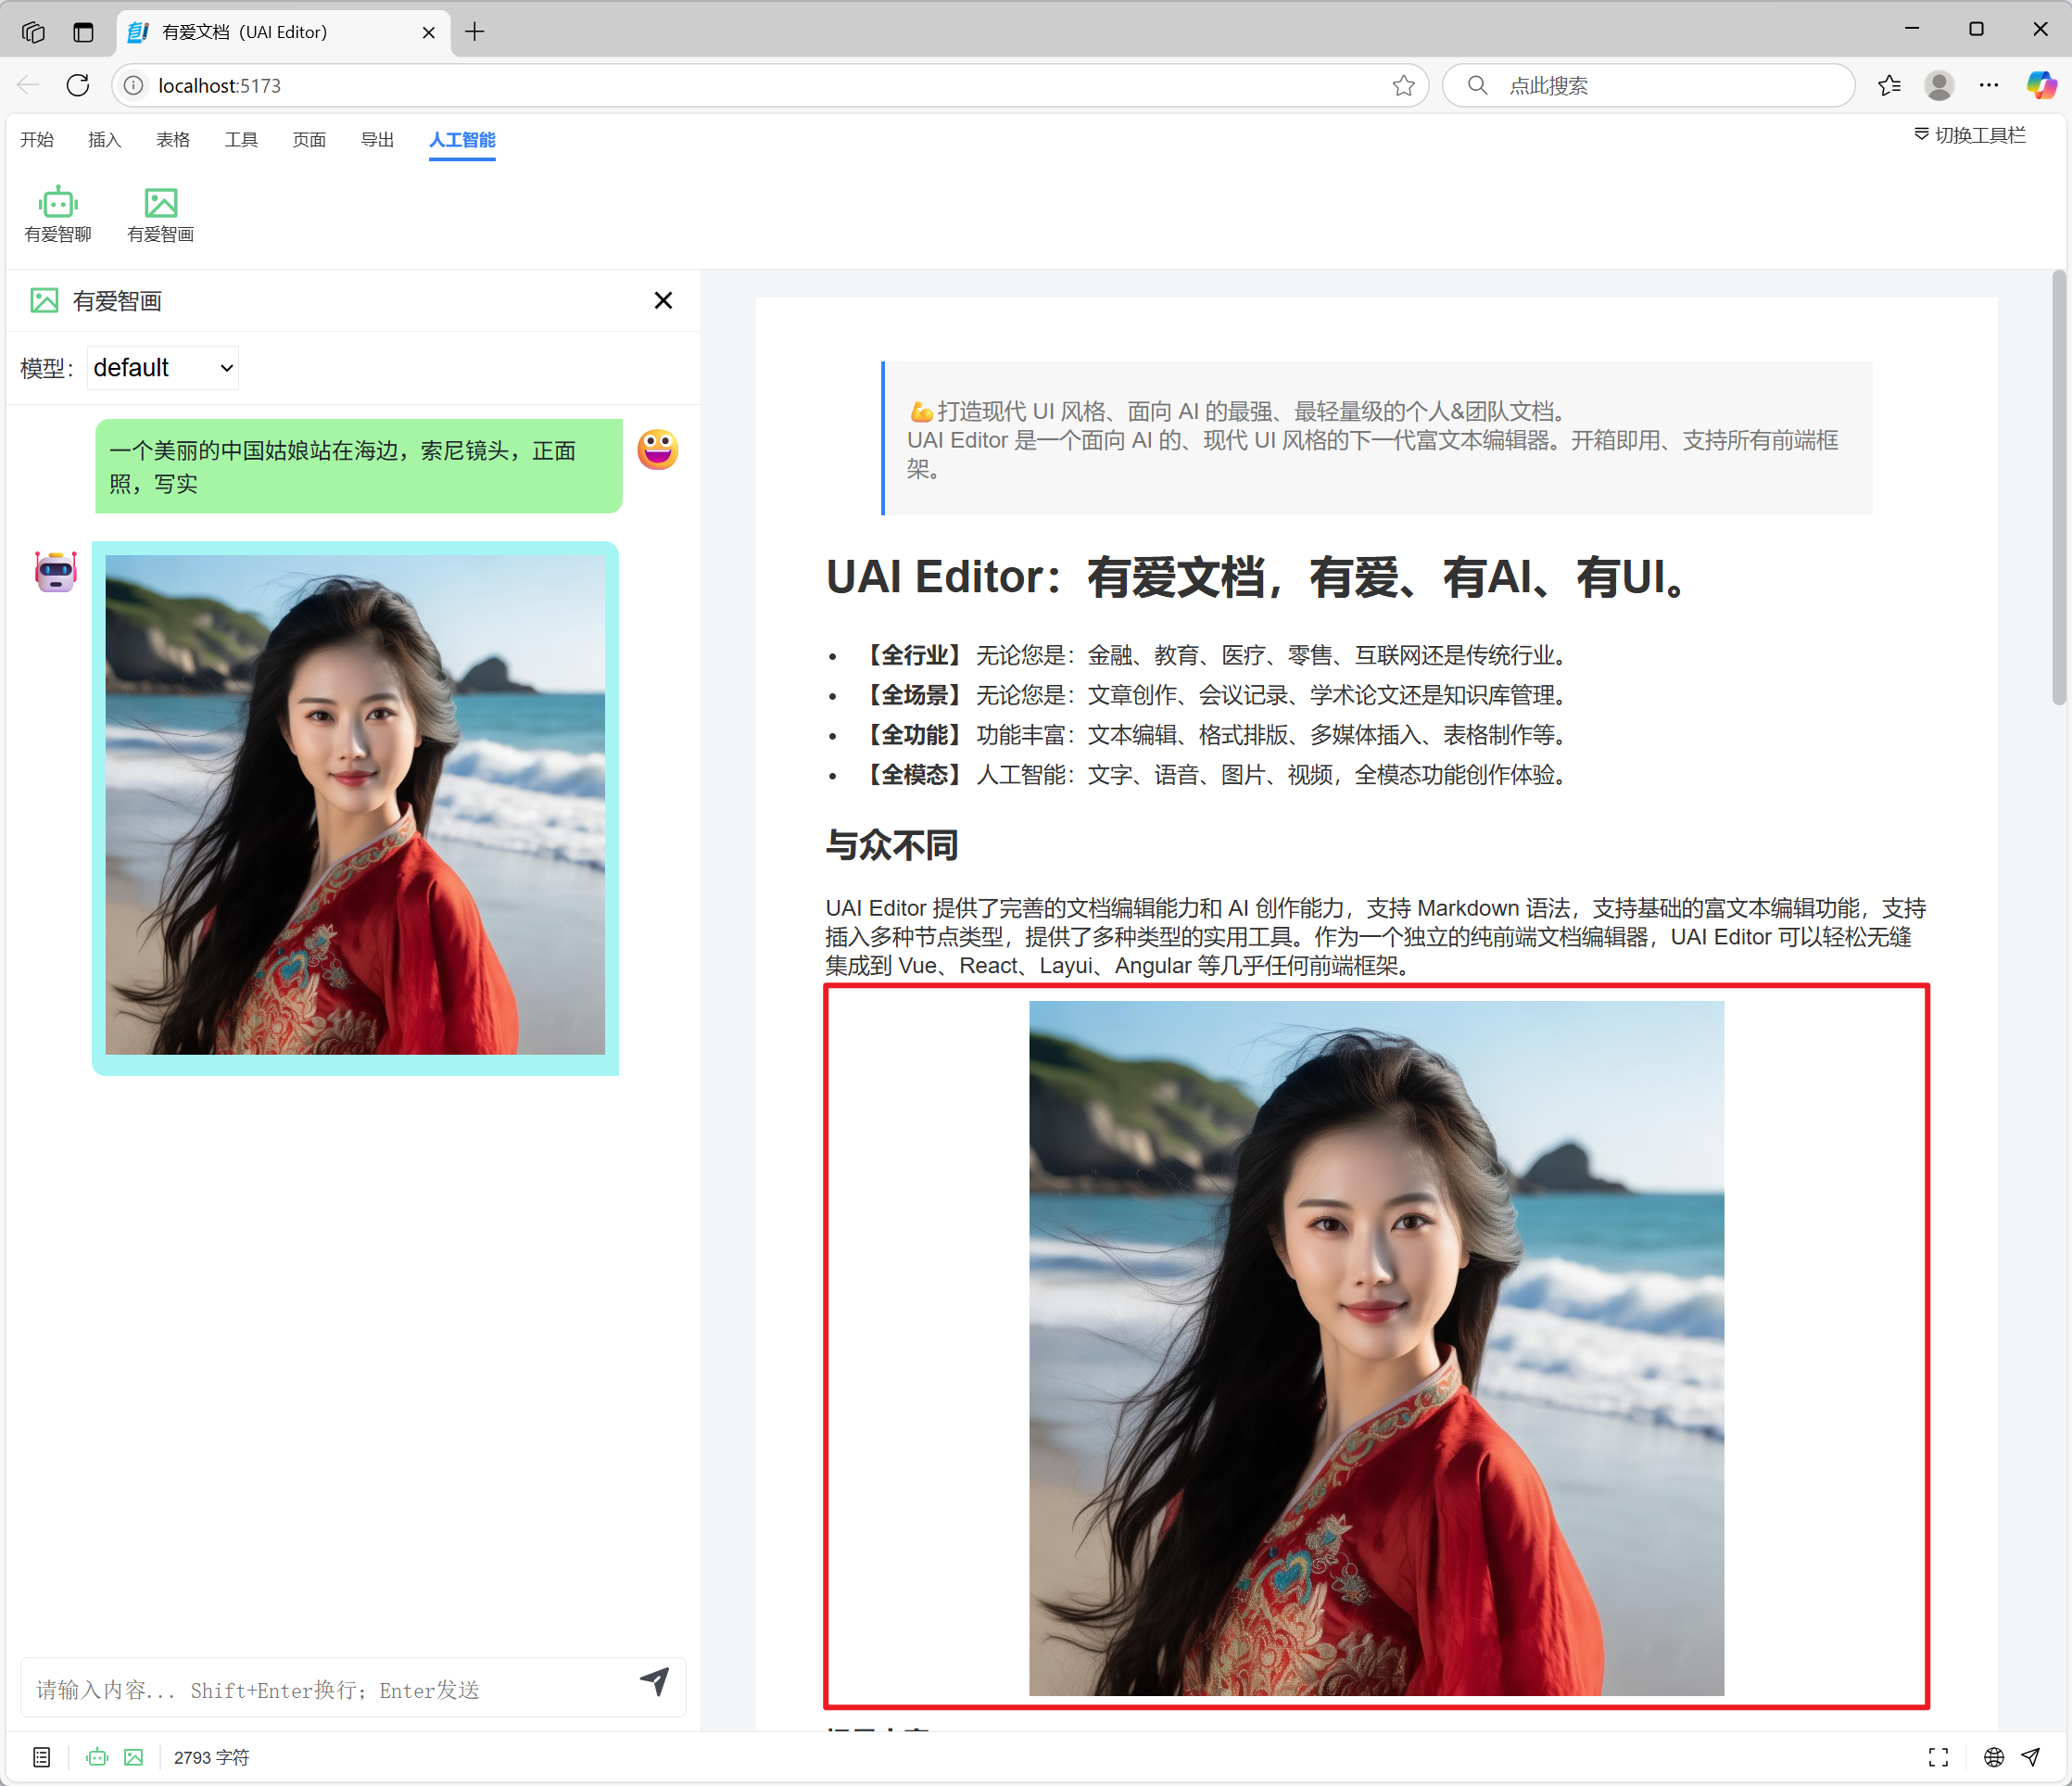 有爱文档（UAI Editor）
localhost:5173
点此搜索
开始 插入 表格 工具 页面 导出 人工智能
切换工具栏
有爱智聊 有爱智画
有爱智画
模型： default
一个美丽的中国姑娘站在海边，索尼镜头，正面
照，写实
请输入内容... Shift+Enter换行；Enter发送
💪打造现代 UI 风格、面向 AI 的最强、最轻量级的个人&团队文档。
UAI Editor 是一个面向 AI 的、现代 UI 风格的下一代富文本编辑器。开箱即用、支持所有前端框
架。
UAI Editor：有爱文档，有爱、有AI、有UI。
• 【全行业】 无论您是：金融、教育、医疗、零售、互联网还是传统行业。
• 【全场景】 无论您是：文章创作、会议记录、学术论文还是知识库管理。
• 【全功能】 功能丰富：文本编辑、格式排版、多媒体插入、表格制作等。
• 【全模态】 人工智能：文字、语音、图片、视频，全模态功能创作体验。
与众不同
UAI Editor 提供了完善的文档编辑能力和 AI 创作能力，支持 Markdown 语法，支持基础的富文本编辑功能，支持
插入多种节点类型，提供了多种类型的实用工具。作为一个独立的纯前端文档编辑器，UAI Editor 可以轻松无缝
集成到 Vue、React、Layui、Angular 等几乎任何前端框架。
2793 字符